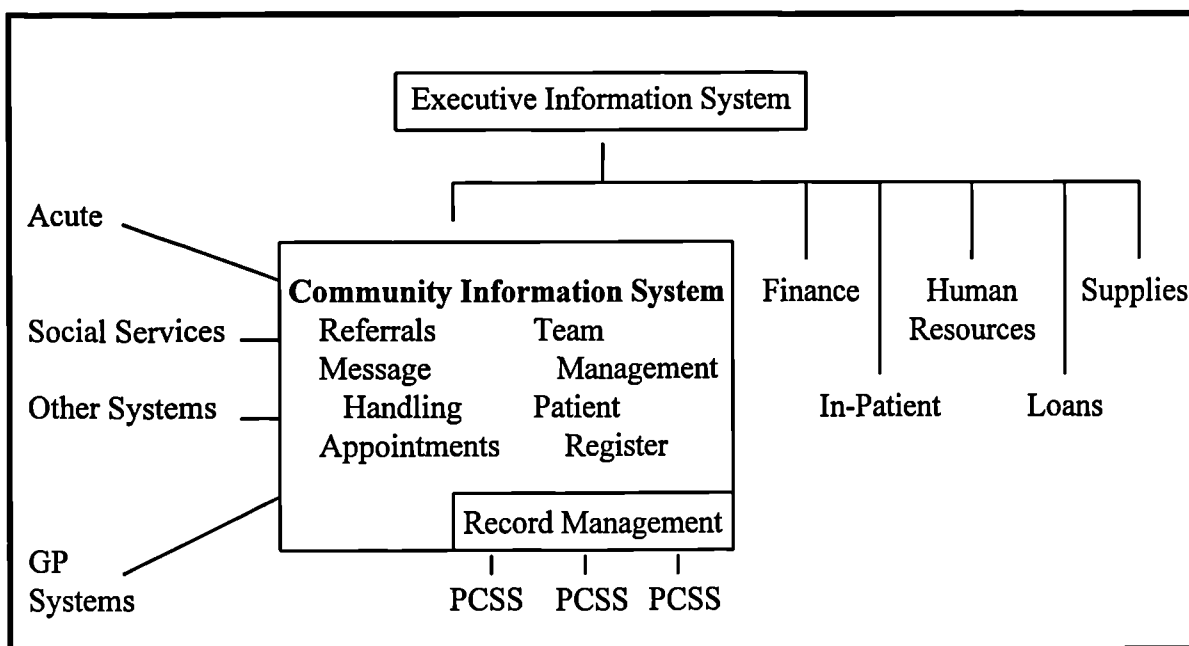 Executive Information System
Acute
Social Services
Other Systems
GP
Systems
Community Information System
Referrals
Message
Handling
Appointments
Team
Management
Patient
Register
Record Management
PCSS PCSS PCSS
Finance
In-Patient
Human
Resources
Loans
Supplies